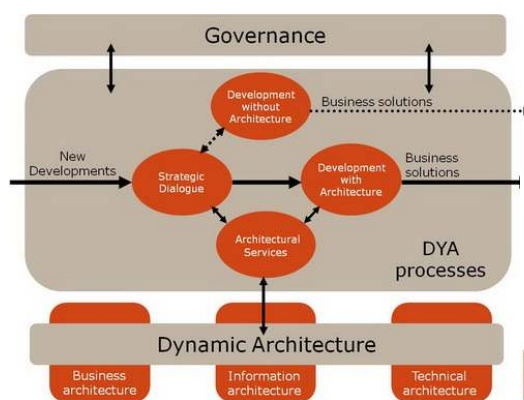 Governance
Development
without
Architecture
Business solutions
New
Developments
Strategic
Dialogue
Development
with
Architecture
Business
solutions
Architectural
Services
DYA
processes
Dynamic Architecture
Business
architecture
Information
architecture
Technical
architecture